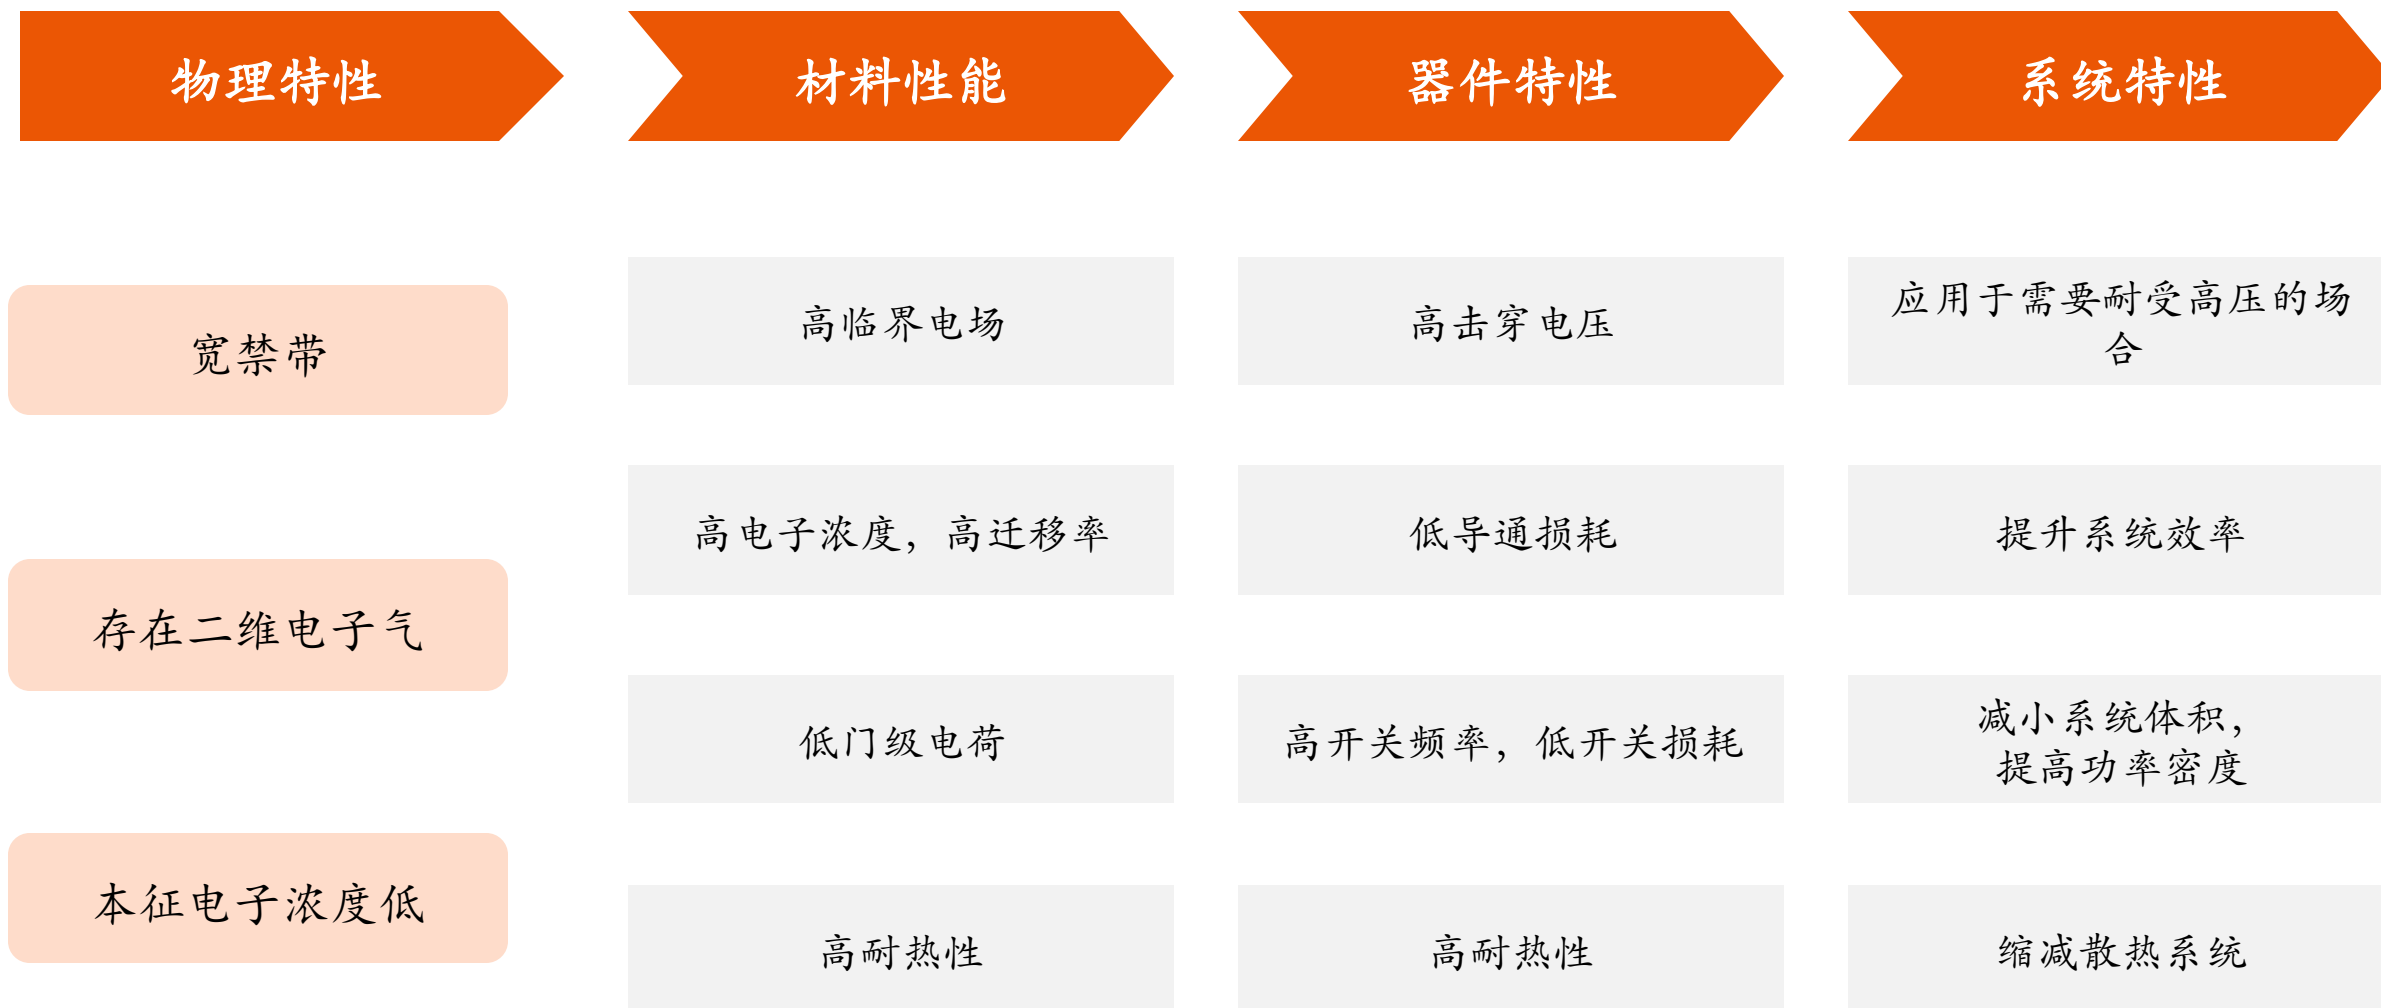 物理特性
材料性能
器件特性
系统特性
宽禁带
存在二维电子气
本征电子浓度低
高临界电场
高击穿电压
应用于需要耐受高压的场
合
高电子浓度，高迁移率
低导通损耗
提升系统效率
低门级电荷
高开关频率，低开关损耗
减小系统体积，
提高功率密度
高耐热性
高耐热性
缩减散热系统